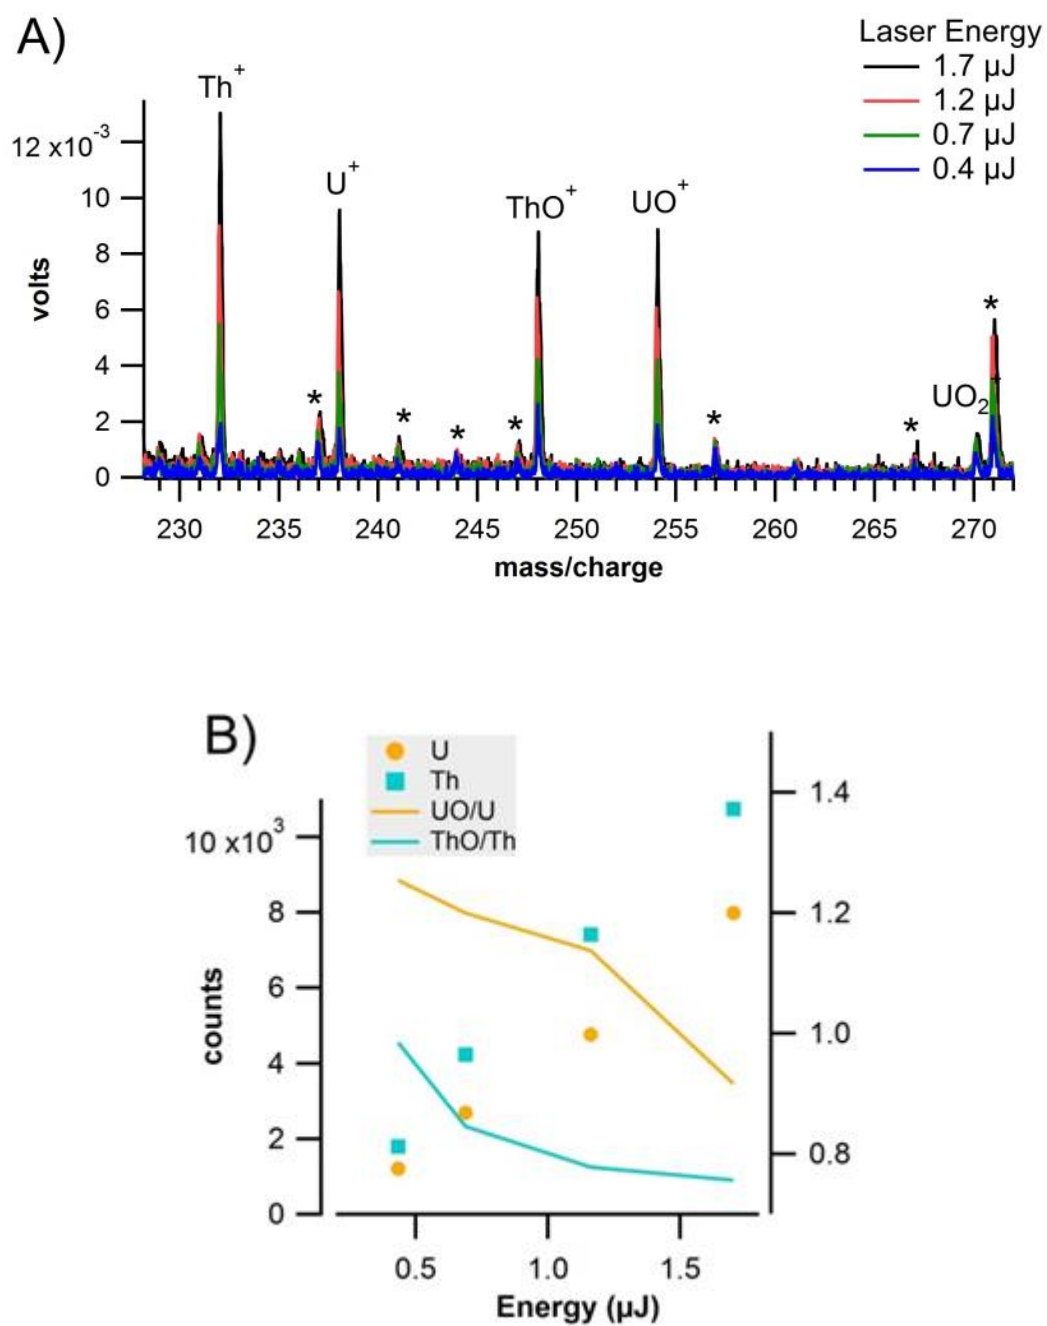 A)
Laser Energy
1.7 µJ
1.2 µJ
0.7 µJ
0.4 µJ
Th+
U+
ThO+
UO+
UO2+
* * * * * * *
12 x10-3
10
8
6
4
2
0
volts
230 235 240 245 250 255 260 265 270
mass/charge
B)
U
Th
UO/U
ThO/Th
10 x103
8
6
4
2
0
counts
1.4
1.2
1.0
0.8
0.5 1.0 1.5
Energy (µJ)